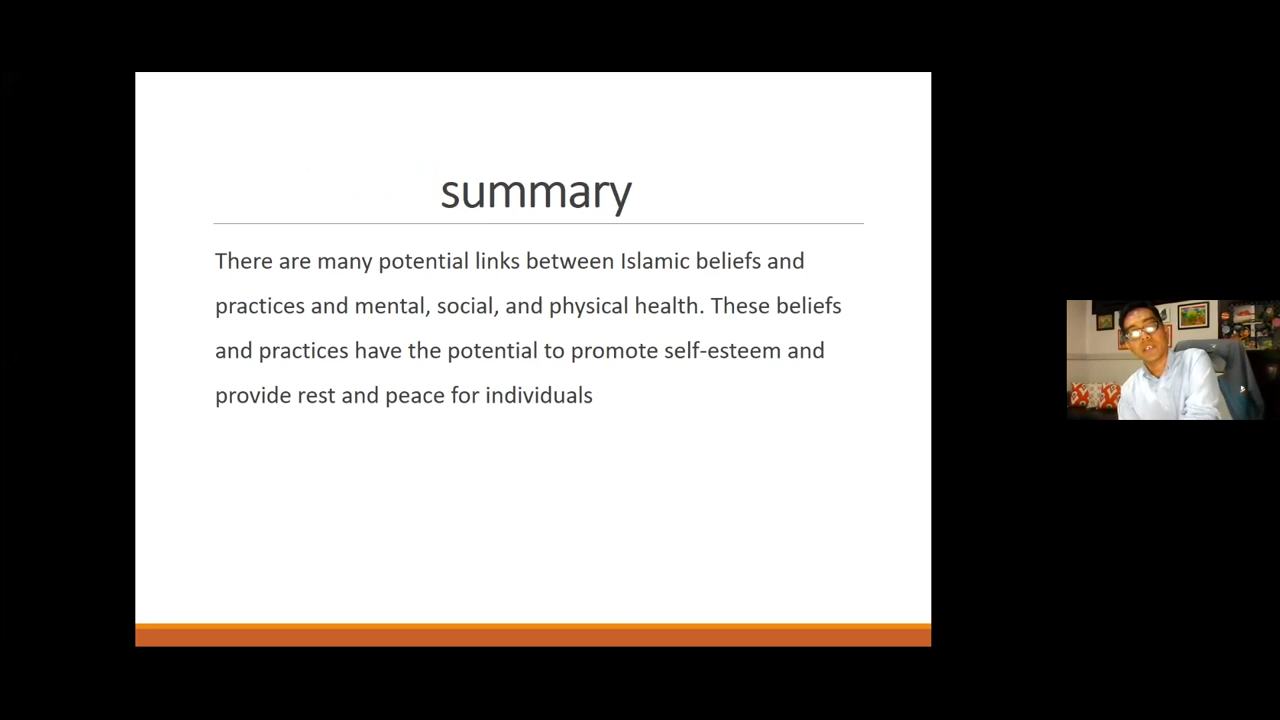 summary
There are many potential links between Islamic beliefs and
practices and mental, social, and physical health. These beliefs
and practices have the potential to promote self-esteem and
provide rest and peace for individuals